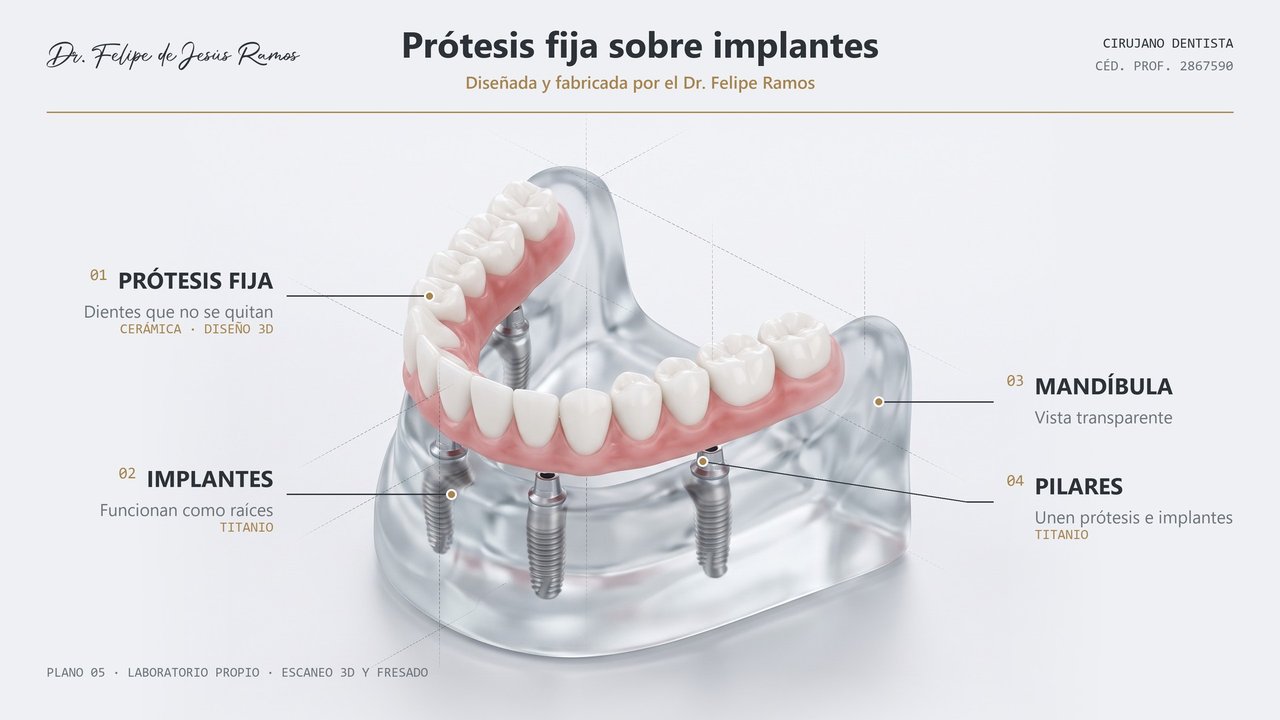 Dr. Felipe de Jesús Ramos
Prótesis fija sobre implantes
Diseñada y fabricada por el Dr. Felipe Ramos
CIRUJANO DENTISTA
CÉD. PROF. 2867590
01 PRÓTESIS FIJA
Dientes que no se quitan
CERÁMICA · DISEÑO 3D
02 IMPLANTES
Funcionan como raíces
TITANIO
03 MANDÍBULA
Vista transparente
04 PILARES
Unen prótesis e implantes
TITANIO
PLANO 05 · LABORATORIO PROPIO · ESCANEO 3D Y FRESADO